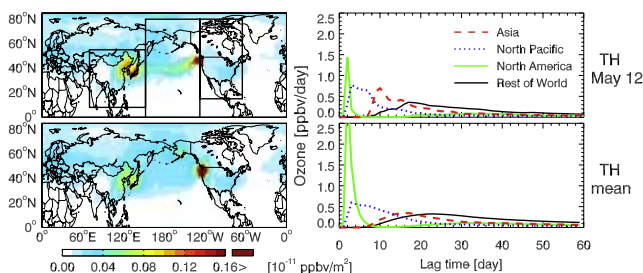 80°N
60°N
40°N
20°N
0°
80°N
60°N
40°N
20°N
0°
0° 60°E 120°E 120°W 60°W 0°
0.00 0.04 0.08 0.12 0.16> [10⁻¹¹ ppbv/m²]
Ozone [ppbv/day]
2.5
2.0
1.5
1.0
0.5
0.0
Asia
North Pacific
North America
Rest of World
TH
May 12
2.5
2.0
1.5
1.0
0.5
0.0
TH
mean
0 10 20 30 40 50 60
Lag time [day]